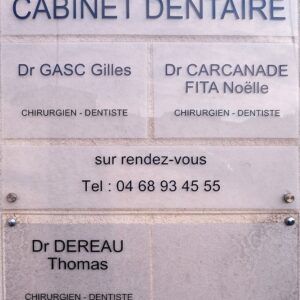 CABINET DENTAIRE
Dr GASC Gilles
CHIRURGIEN - DENTISTE
Dr CARCANADE
FITA Noëlle
CHIRURGIEN - DENTISTE
sur rendez-vous
Tel : 04 68 93 45 55
Dr DEREAU
Thomas
CHIRURGIEN - DENTISTE